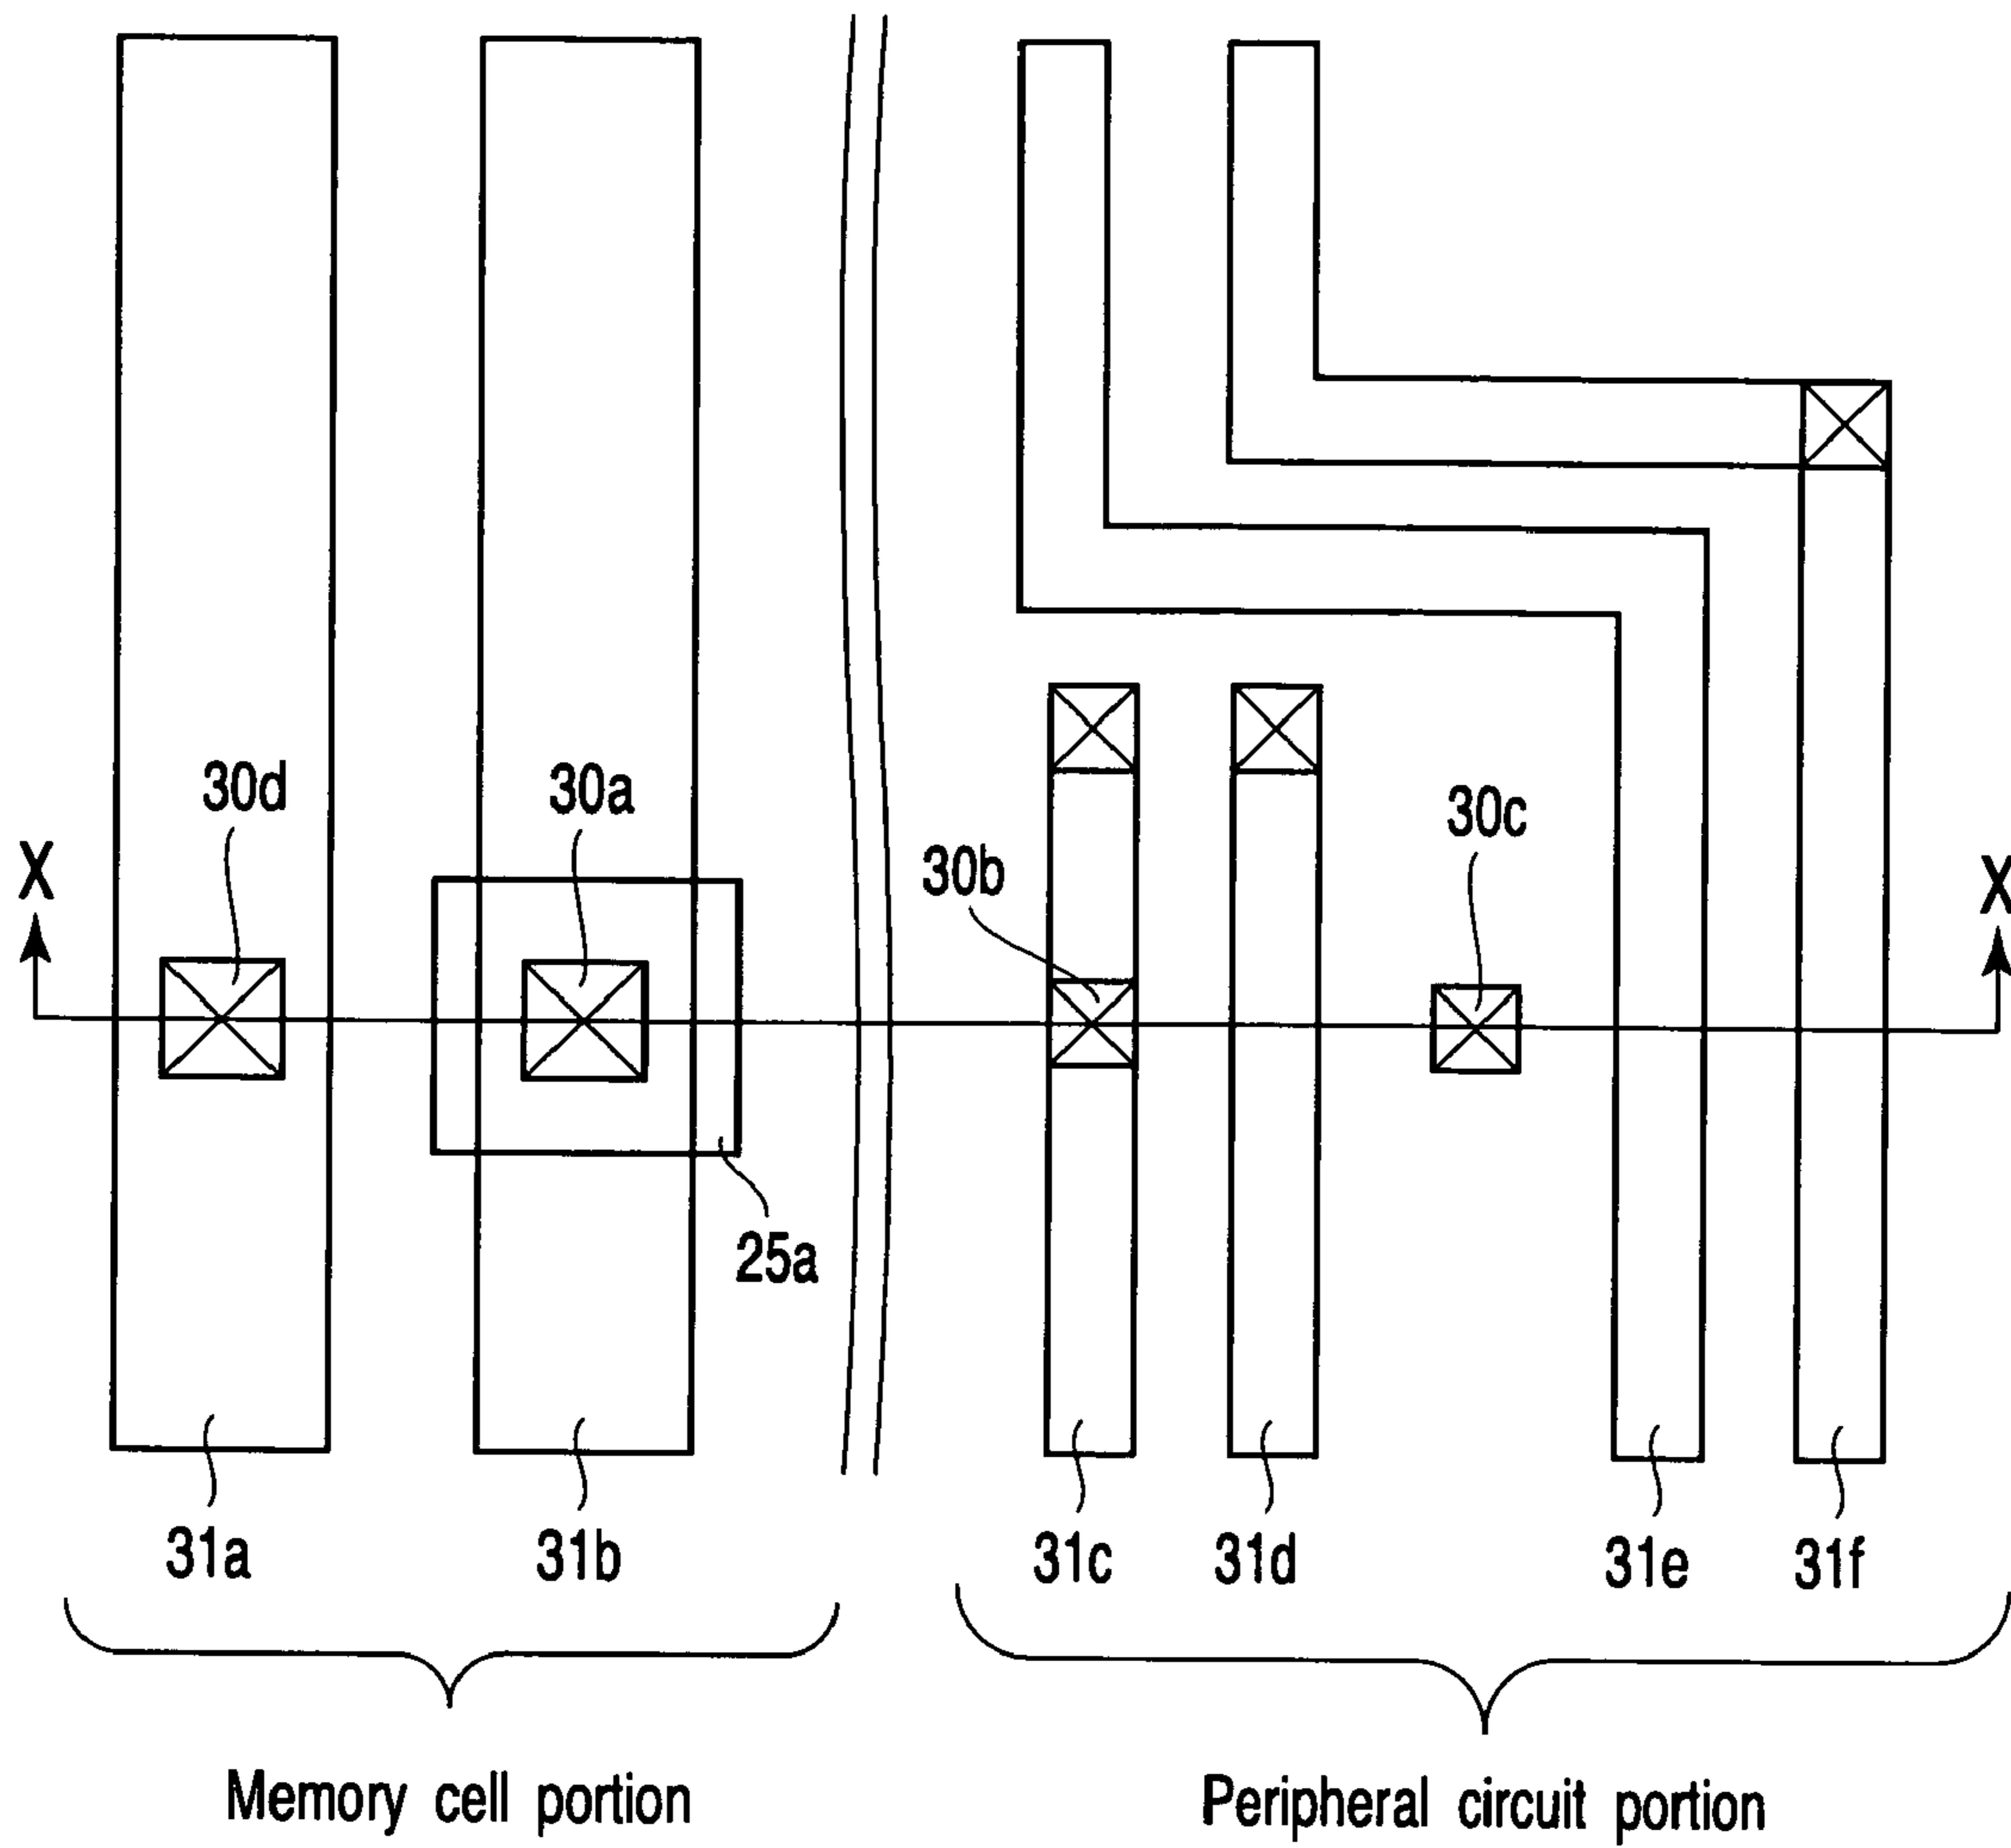 30d
30a
30c
X
30b
X
25a
31a
31b
31c
31d
31e
31f
Memory cell portion
Peripheral circuit portion